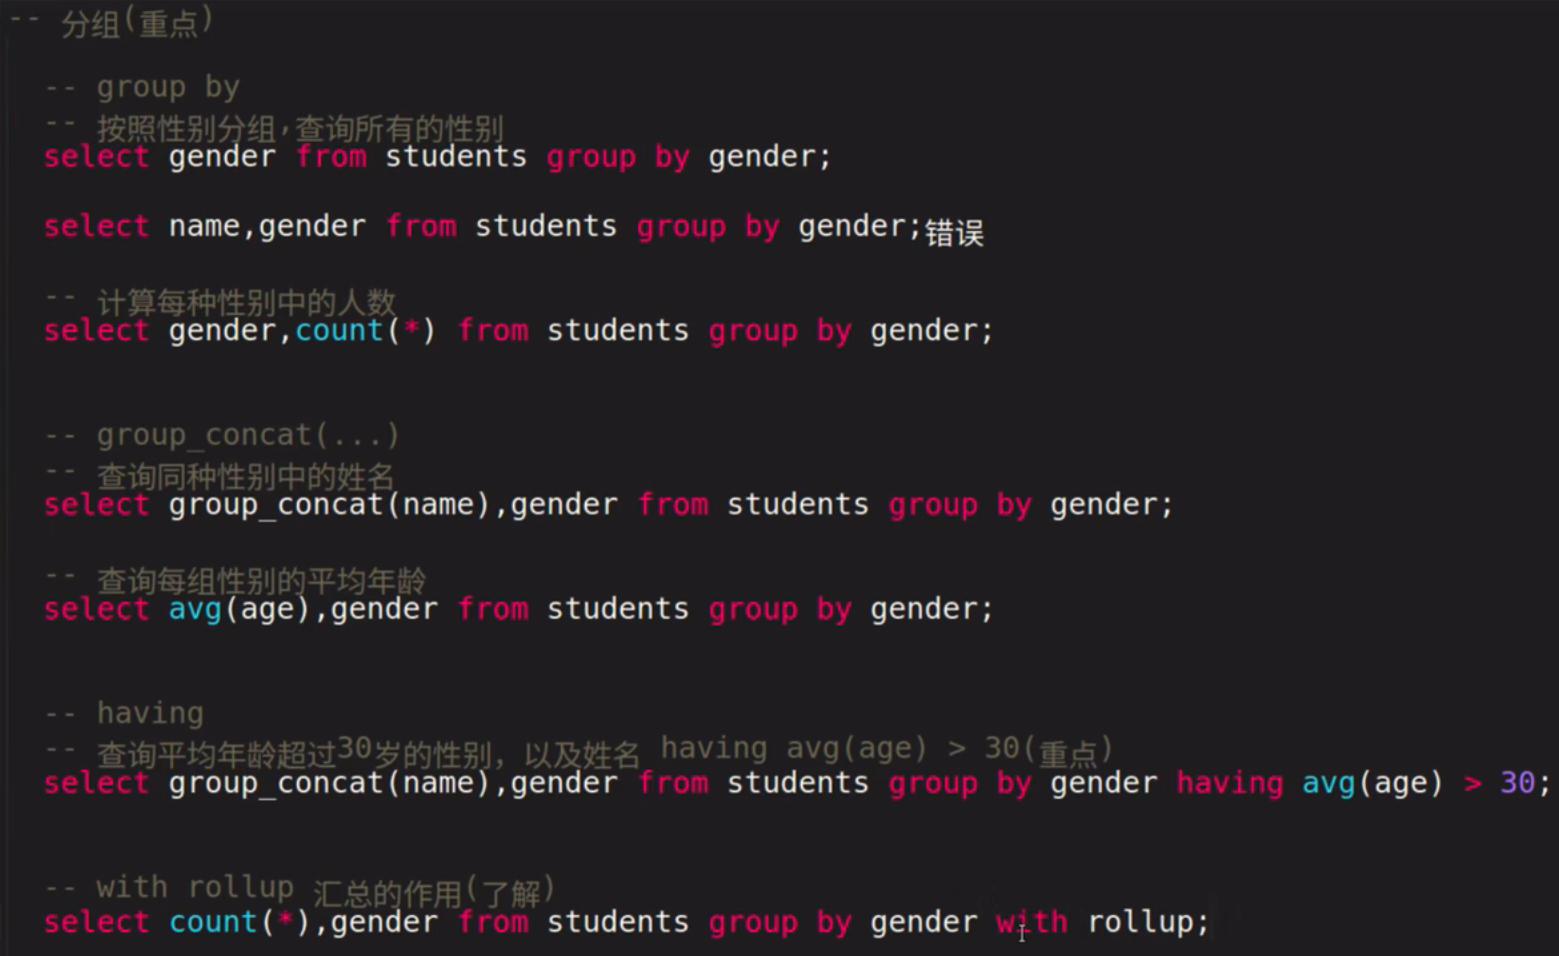 -- 分组(重点)
-- group by
-- 按照性别分组,查询所有的性别
select gender from students group by gender;
select name,gender from students group by gender;错误
-- 计算每种性别中的人数
select gender,count(*) from students group by gender;
-- group_concat(...)
-- 查询同种性别中的姓名
select group_concat(name),gender from students group by gender;
-- 查询每组性别的平均年龄
select avg(age),gender from students group by gender;
-- having
-- 查询平均年龄超过30岁的性别，以及姓名 having avg(age) > 30(重点)
select group_concat(name),gender from students group by gender having avg(age) > 30;
-- with rollup 汇总的作用(了解)
select count(*),gender from students group by gender with rollup;